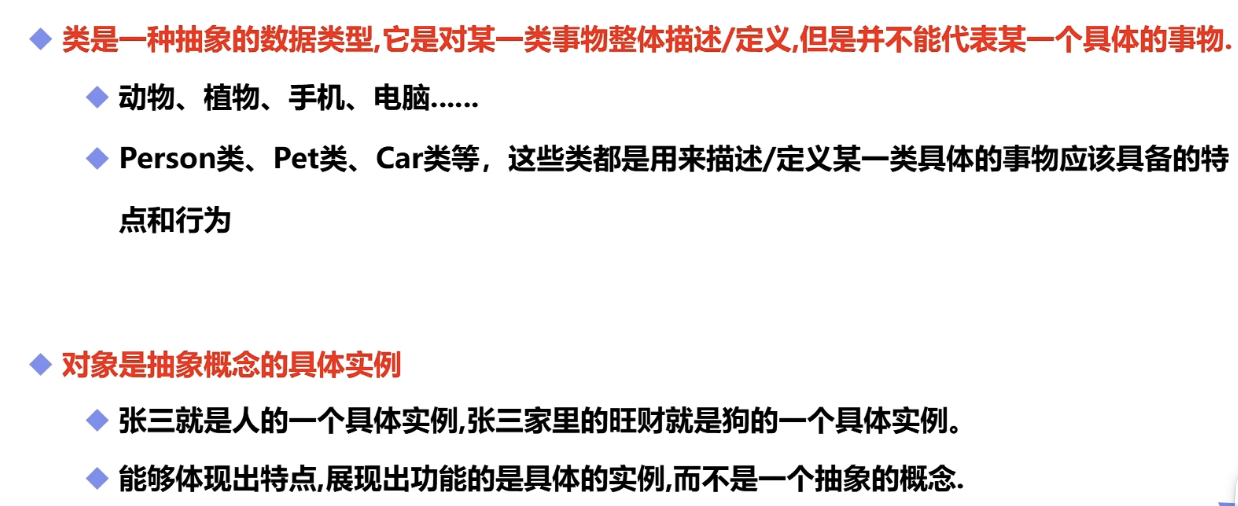 类是一种抽象的数据类型,它是对某一类事物整体描述/定义,但是并不能代表某一个具体的事物.
动物、植物、手机、电脑......
Person类、Pet类、Car类等，这些类都是用来描述/定义某一类具体的事物应该具备的特
点和行为
对象是抽象概念的具体实例
张三就是人的一个具体实例,张三家里的旺财就是狗的一个具体实例。
能够体现出特点,展现出功能的是具体的实例,而不是一个抽象的概念.